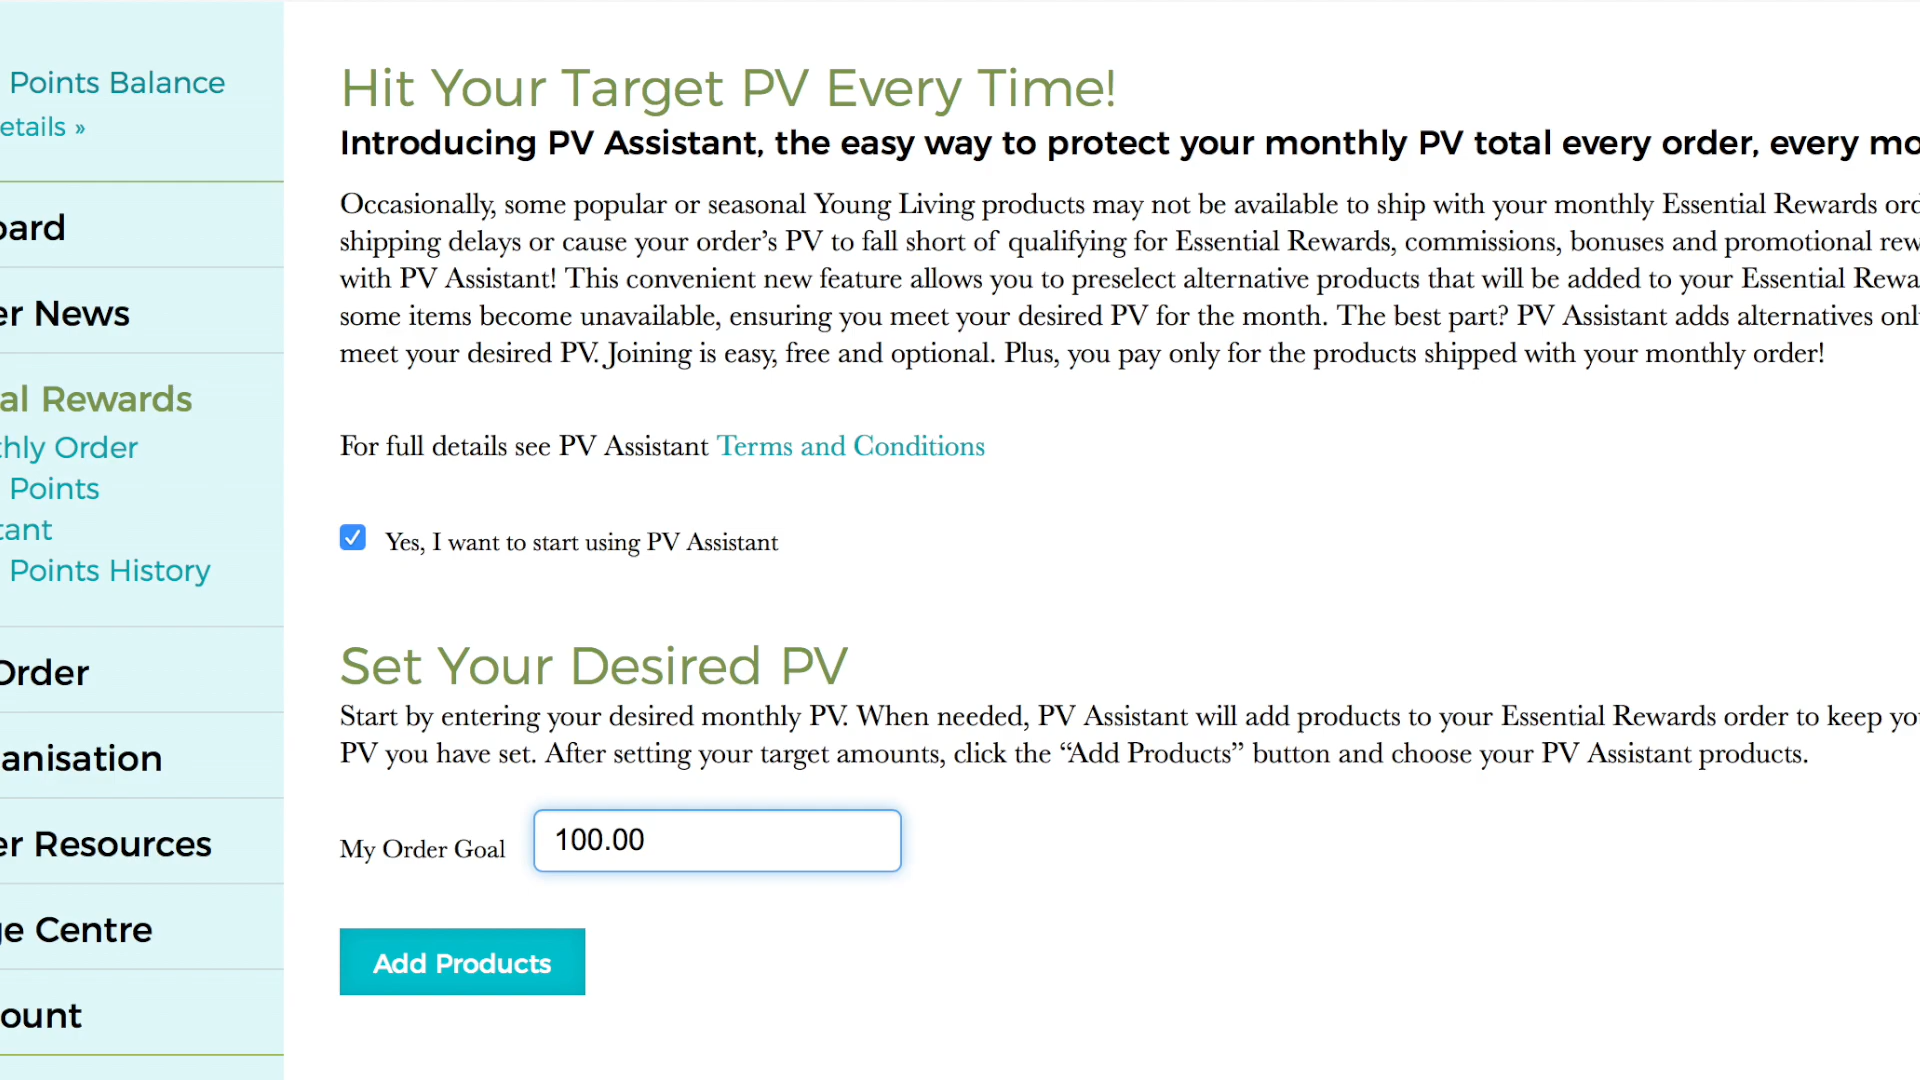 Points Balance
etails »
oard
er News
al Rewards
hly Order
Points
tant
Points History
Order
anisation
er Resources
ge Centre
ount
Hit Your Target PV Every Time!
Introducing PV Assistant, the easy way to protect your monthly PV total every order, every mo
Occasionally, some popular or seasonal Young Living products may not be available to ship with your monthly Essential Rewards ord
shipping delays or cause your order’s PV to fall short of qualifying for Essential Rewards, commissions, bonuses and promotional rew
with PV Assistant! This convenient new feature allows you to preselect alternative products that will be added to your Essential Rewa
some items become unavailable, ensuring you meet your desired PV for the month. The best part? PV Assistant adds alternatives onl
meet your desired PV. Joining is easy, free and optional. Plus, you pay only for the products shipped with your monthly order!
For full details see PV Assistant Terms and Conditions
Yes, I want to start using PV Assistant
Set Your Desired PV
Start by entering your desired monthly PV. When needed, PV Assistant will add products to your Essential Rewards order to keep you
PV you have set. After setting your target amounts, click the “Add Products” button and choose your PV Assistant products.
My Order Goal 100.00
Add Products